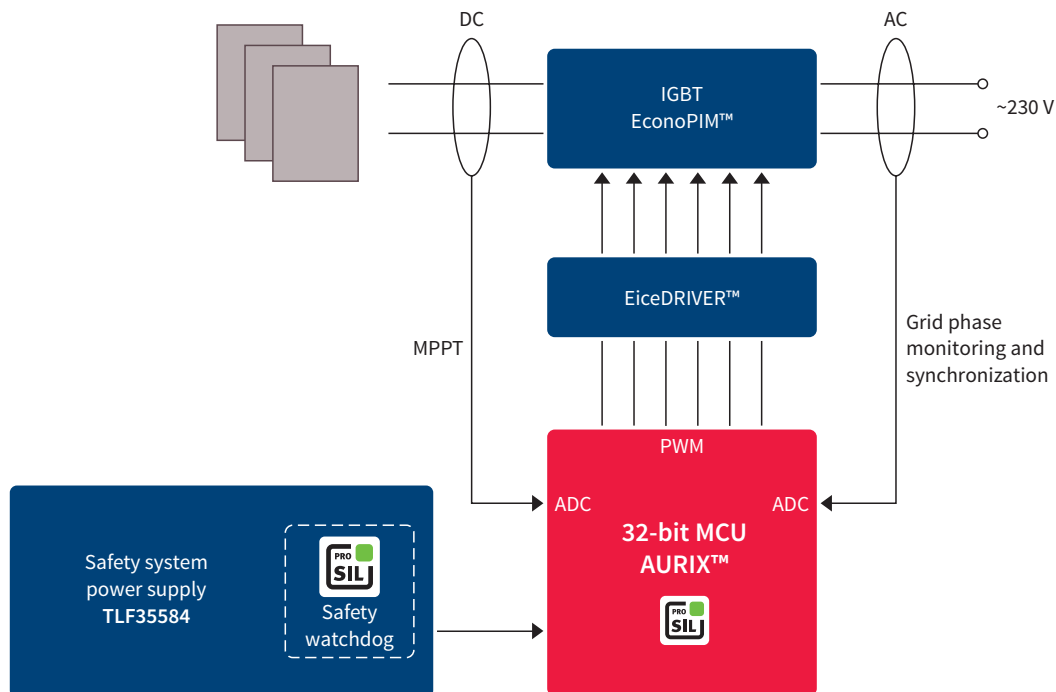 DC
AC
IGBT
EconoPIM™
~230 V
EiceDRIVER™
MPPT
Grid phase
monitoring and
synchronization
PWM
ADC
ADC
32-bit MCU
AURIX™
PRO
SIL
Safety system
power supply
TLF35584
PRO
SIL
Safety
watchdog